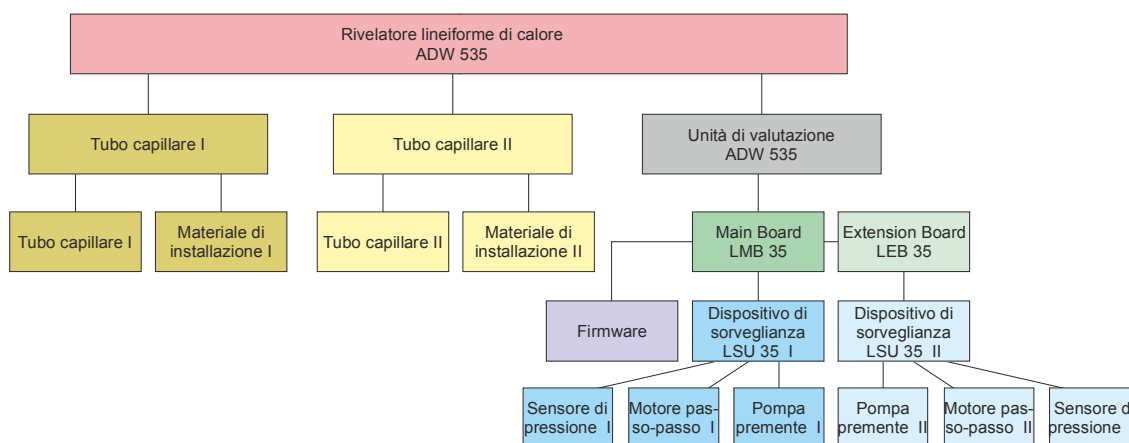 Rivelatore lineiforme di calore
ADW 535
Tubo capillare I
Tubo capillare II
Unità di valutazione
ADW 535
Tubo capillare I
Materiale di
installazione I
Tubo capillare II
Materiale di
installazione II
Main Board
LMB 35
Extension Board
LEB 35
Firmware
Dispositivo di
sorveglianza
LSU 35 I
Dispositivo di
sorveglianza
LSU 35 II
Sensore di
pressione I
Motore pas-
so-passo I
Pompa
premente I
Pompa
premente II
Motore pas-
so-passo II
Sensore di
pressione